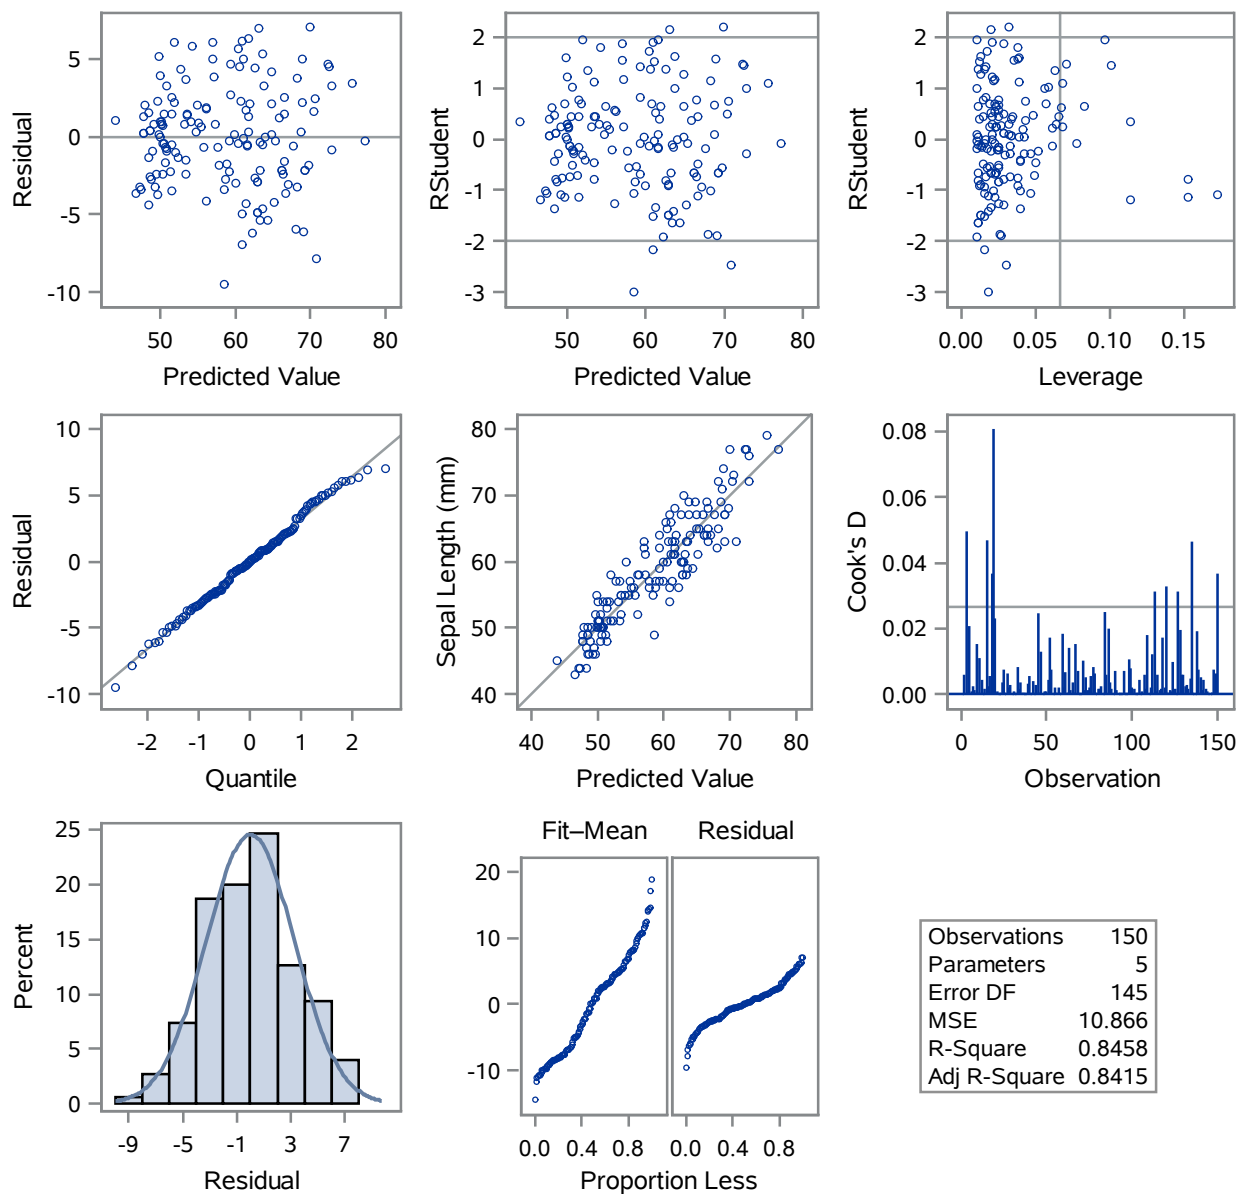 5
0
-5
-10
50 60 70 80
Predicted Value
Residual
2
1
0
-1
-2
-3
50 60 70 80
Predicted Value
RStudent
2
1
0
-1
-2
-3
0.00 0.05 0.10 0.15
Leverage
RStudent
10
5
0
-5
-10
-2 -1 0 1 2
Quantile
Residual
80
70
60
50
40
40 50 60 70 80
Predicted Value
Sepal Length (mm)
0.08
0.06
0.04
0.02
0.00
0 50 100 150
Observation
Cook's D
25
20
15
10
5
0
-9 -5 -1 3 7
Residual
Percent
Fit–Mean Residual
20
10
0
-10
0.0 0.4 0.8 0.0 0.4 0.8
Proportion Less
Observations 150
Parameters 5
Error DF 145
MSE 10.866
R-Square 0.8458
Adj R-Square 0.8415